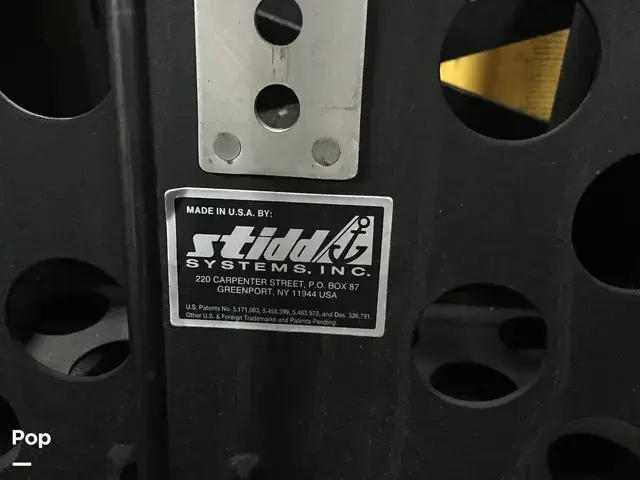 MADE IN U.S.A. BY:
stidd
SYSTEMS, INC.
220 CARPENTER STREET, P.O. BOX 87
GREENPORT, NY 11944 USA
U.S. Patents No. 5,171,063, 5,458,399, 5,463,972, and Des. 336,791.
Other U.S. & Foreign Trademarks and Patents Pending.
Pop